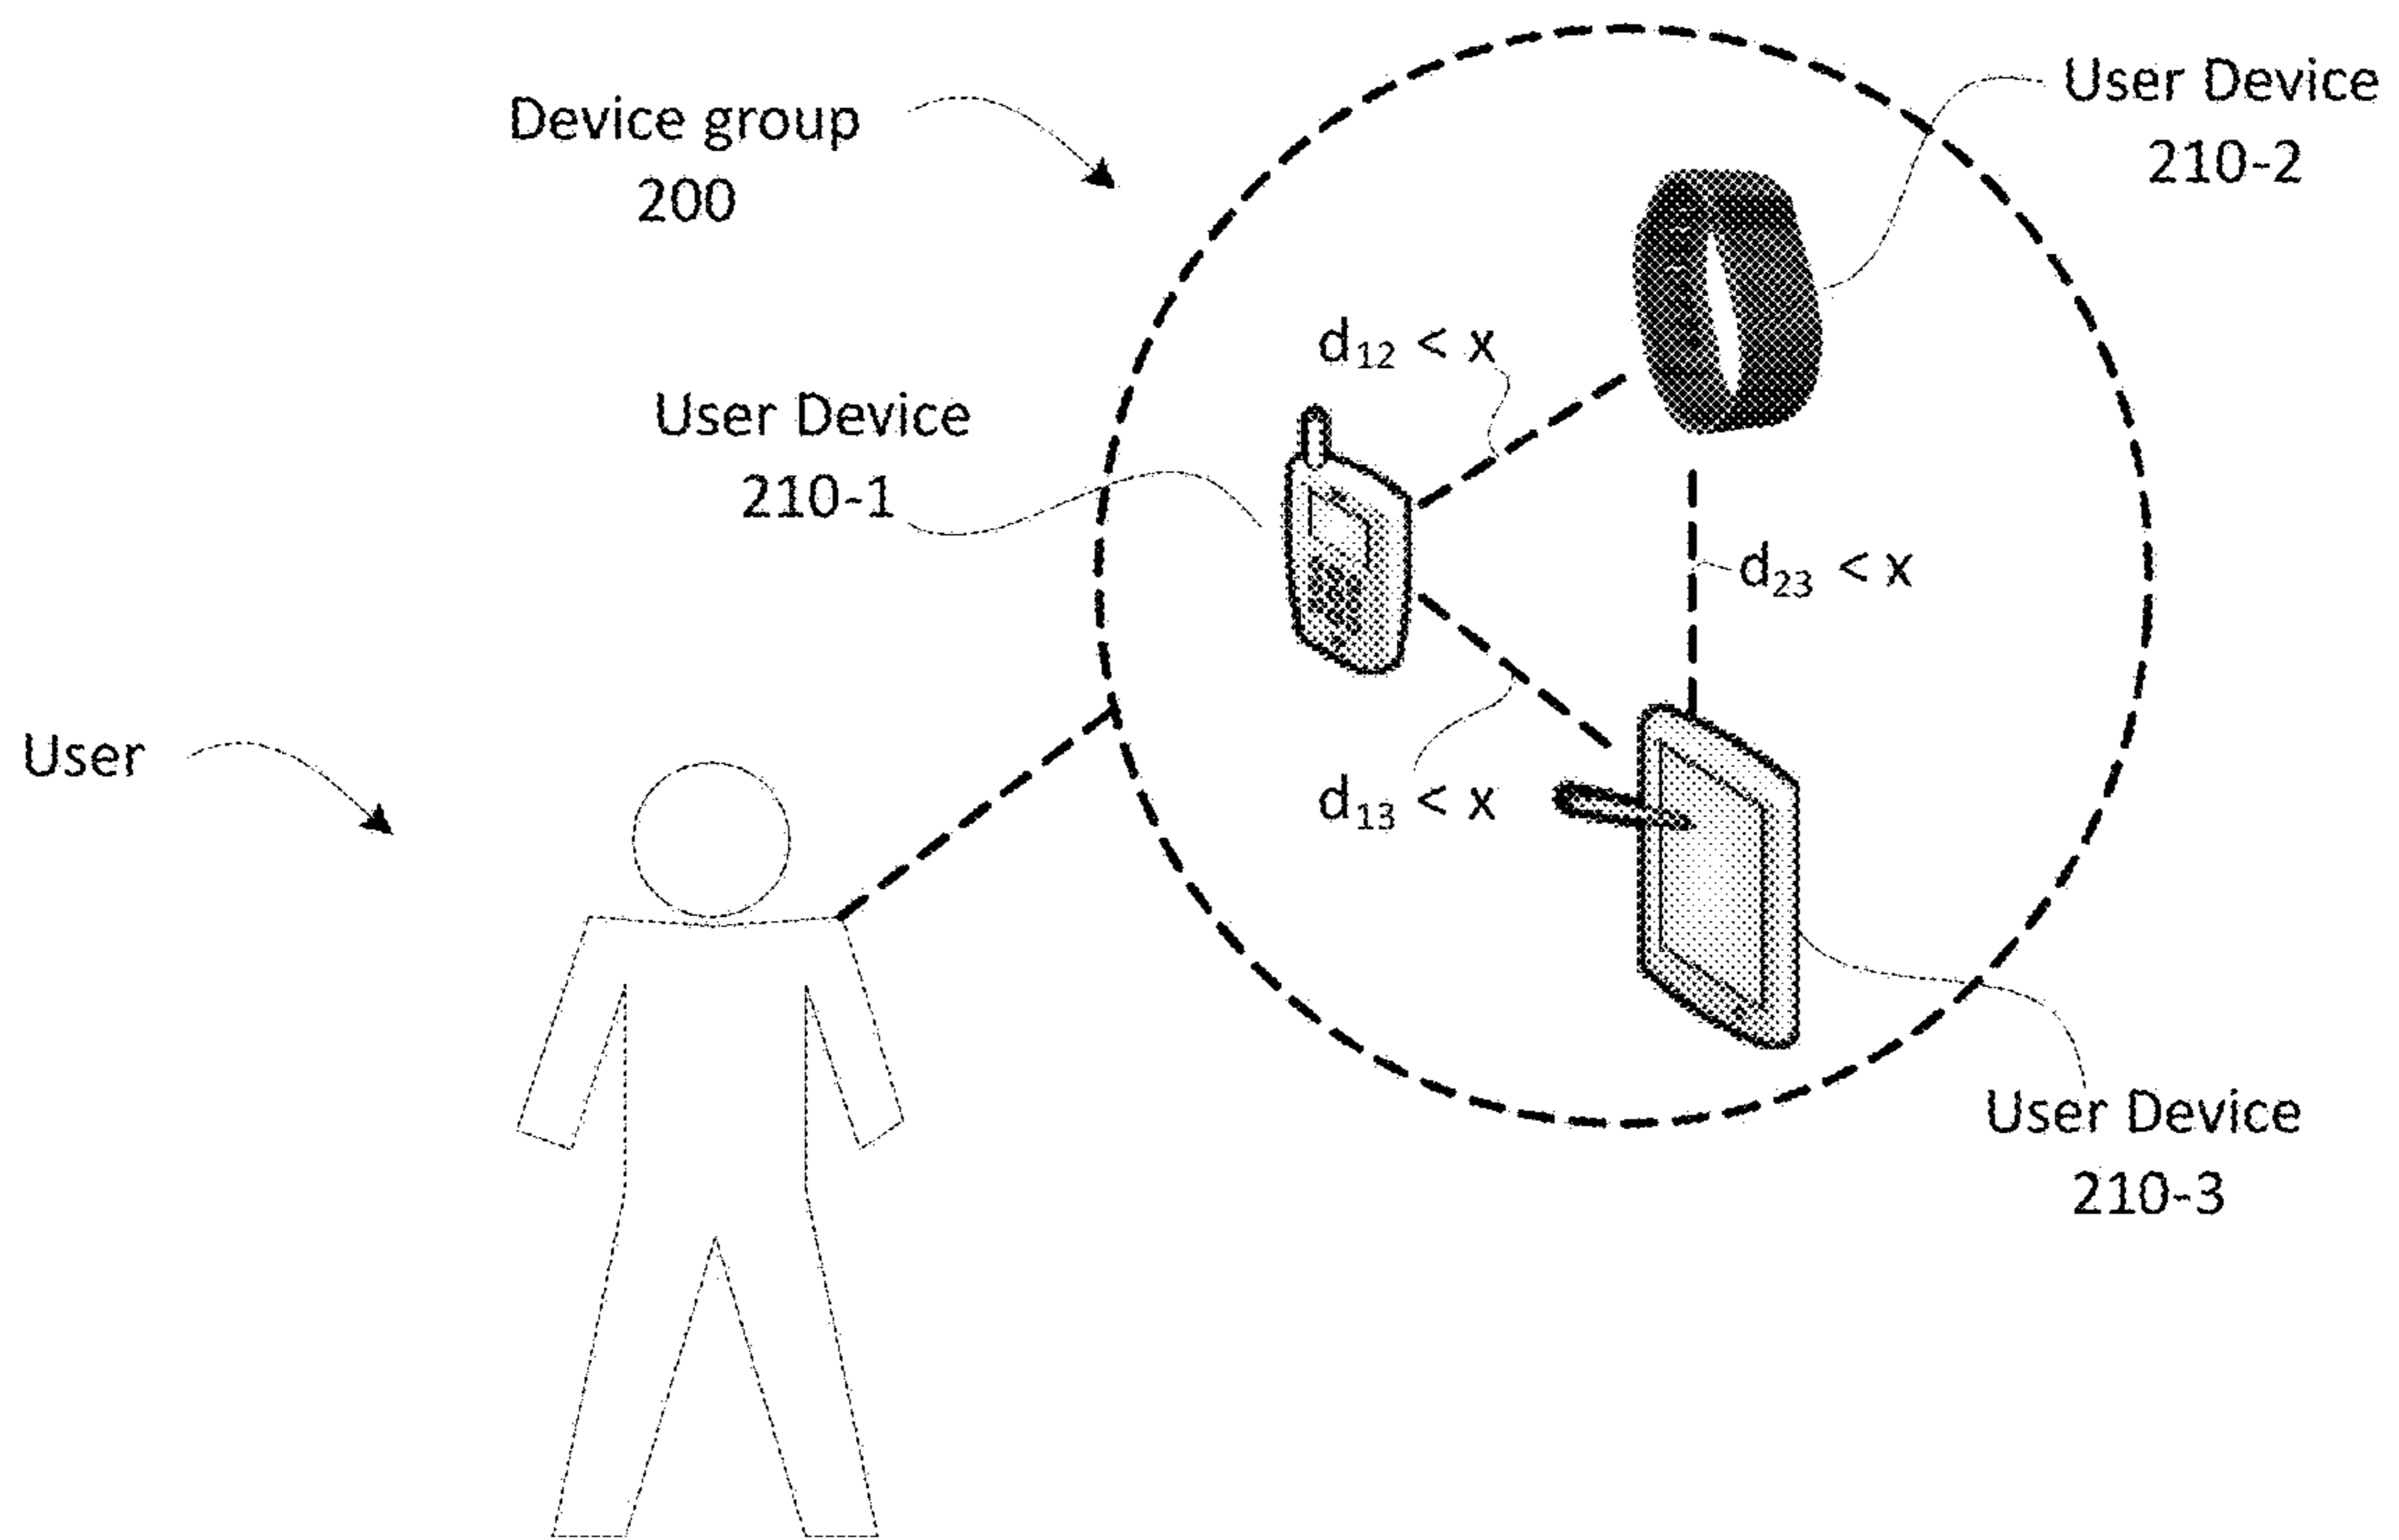 Device group
200
User Device
210-2
d₁₂ < x
User Device
210-1
d₂₃ < x
User
d₁₃ < x
User Device
210-3